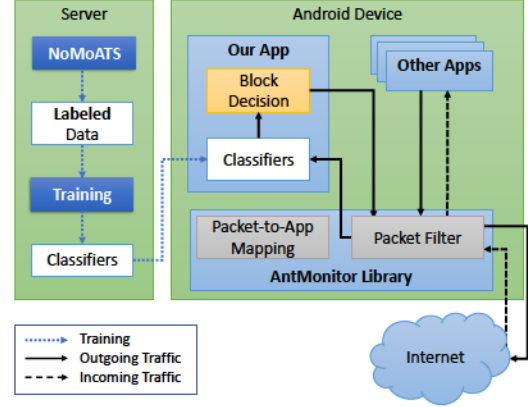 Server
NoMoATS
Labeled
Data
Training
Classifiers
Android Device
Our App
Block
Decision
Classifiers
Other Apps
Packet-to-App
Mapping
Packet Filter
AntMonitor Library
Training
Outgoing Traffic
Incoming Traffic
Internet